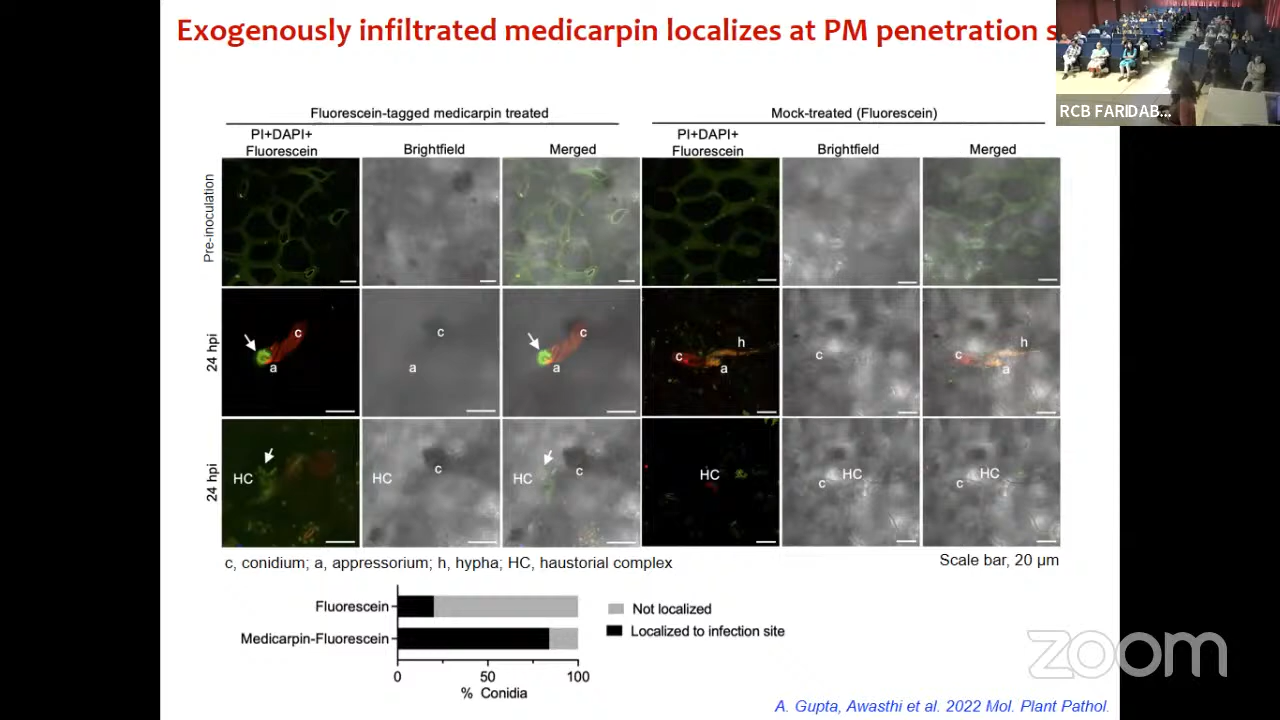 Exogenously infiltrated medicarpin localizes at PM penetration s
RCB FARIDAB...
Fluorescein-tagged medicarpin treated
Mock-treated (Fluorescein)
PI+DAPI+
Fluorescein
Brightfield
Merged
PI+DAPI+
Fluorescein
Brightfield
Merged
Pre-inoculation
24 hpi
c
a
c
a
c
a
c
h
a
c
c
h
a
24 hpi
HC
HC
c
HC
c
HC
HC
c
HC
c
c, conidium; a, appressorium; h, hypha; HC, haustorial complex
Scale bar, 20 µm
Fluorescein
Medicarpin-Fluorescein
0
50
100
% Conidia
Not localized
Localized to infection site
zoom
A. Gupta, Awasthi et al. 2022 Mol. Plant Pathol.